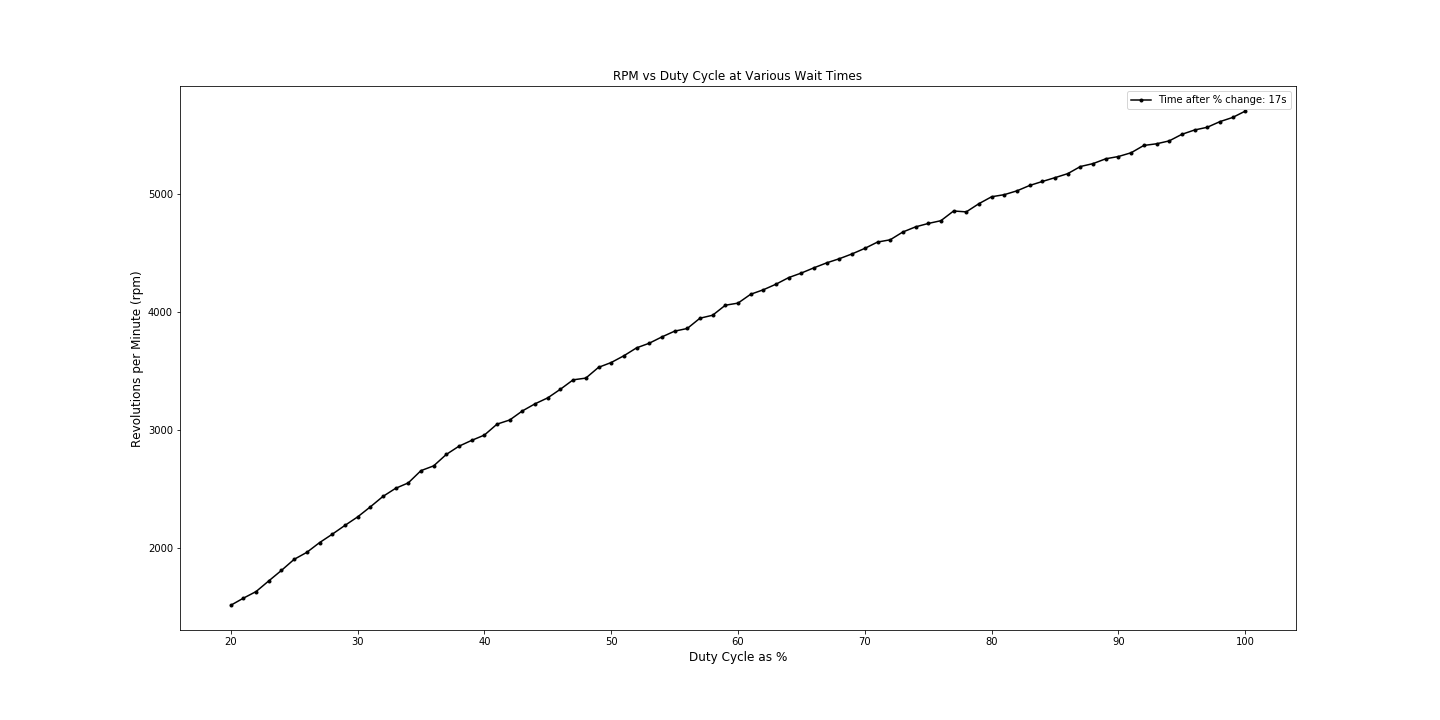 RPM vs Duty Cycle at Various Wait Times
Time after % change: 17s
Revolutions per Minute (rpm)
5000
4000
3000
2000
20 30 40 50 60 70 80 90 100
Duty Cycle as %